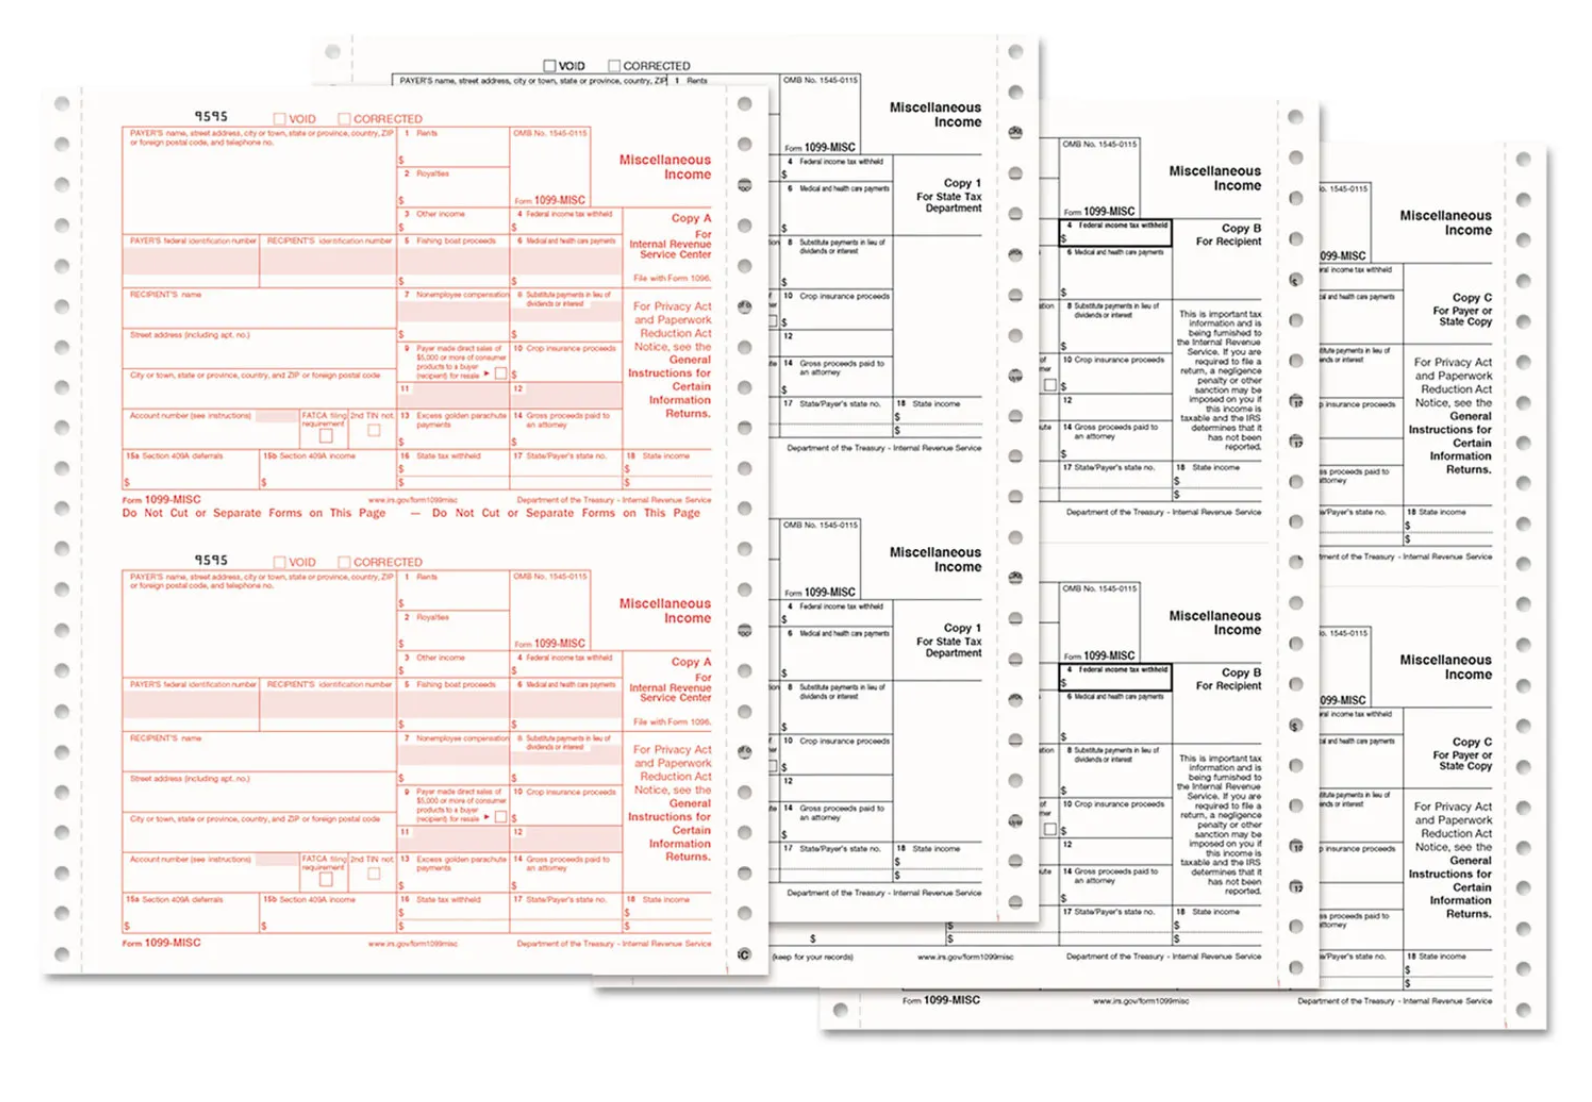 9595 VOID CORRECTED
PAYER'S name, street address, city or town, state or province, country, ZIP
or foreign postal code, and telephone no.
1 Rents
$
OMB No. 1545-0115
2 Royalties
$
Form 1099-MISC
Miscellaneous
Income
3 Other income
$
4 Federal income tax withheld
$
Copy A
For
Internal Revenue
Service Center
File with Form 1096.
PAYER'S federal identification number
RECIPIENT'S identification number
5 Fishing boat proceeds
$
6 Medical and health care payments
$
RECIPIENT'S name
7 Nonemployee compensation
$
8 Substitute payments in lieu of
dividends or interest
$
For Privacy Act
and Paperwork
Reduction Act
Notice, see the
General
Instructions for
Certain
Information
Returns.
Street address (including apt. no.)
9 Payer made direct sales of
$5,000 or more of consumer
products to a buyer
(recipient) for resale ►
10 Crop insurance proceeds
$
City or town, state or province, country, and ZIP or foreign postal code
11
12
Account number (see instructions)
FATCA filing
requirement
2nd TIN not.
13 Excess golden parachute
payments
$
14 Gross proceeds paid to
an attorney
$
15a Section 409A deferrals
$
15b Section 409A income
$
16 State tax withheld
$
$
17 State/Payer's state no.
18 State income
$
$
Form 1099-MISC www.irs.gov/form1099misc Department of the Treasury - Internal Revenue Service
Do Not Cut or Separate Forms on This Page — Do Not Cut or Separate Forms on This Page
9595 VOID CORRECTED
PAYER'S name, street address, city or town, state or province, country, ZIP
or foreign postal code, and telephone no.
1 Rents
$
OMB No. 1545-0115
2 Royalties
$
Form 1099-MISC
Miscellaneous
Income
3 Other income
$
4 Federal income tax withheld
$
Copy A
For
Internal Revenue
Service Center
File with Form 1096.
PAYER'S federal identification number
RECIPIENT'S identification number
5 Fishing boat proceeds
$
6 Medical and health care payments
$
RECIPIENT'S name
7 Nonemployee compensation
$
8 Substitute payments in lieu of
dividends or interest
$
For Privacy Act
and Paperwork
Reduction Act
Notice, see the
General
Instructions for
Certain
Information
Returns.
Street address (including apt. no.)
9 Payer made direct sales of
$5,000 or more of consumer
products to a buyer
(recipient) for resale ►
10 Crop insurance proceeds
$
City or town, state or province, country, and ZIP or foreign postal code
11
12
Account number (see instructions)
FATCA filing
requirement
2nd TIN not.
13 Excess golden parachute
payments
$
14 Gross proceeds paid to
an attorney
$
15a Section 409A deferrals
$
15b Section 409A income
$
16 State tax withheld
$
$
17 State/Payer's state no.
18 State income
$
$
Form 1099-MISC www.irs.gov/form1099misc Department of the Treasury - Internal Revenue Service
VOID CORRECTED
PAYER'S name, street address, city or town, state or province, country, ZIP
1 Rents
OMB No. 1545-0115
Form 1099-MISC
Miscellaneous
Income
4 Federal income tax withheld
$
6 Medical and health care payments
$
Copy 1
For State Tax
Department
8 Substitute payments in lieu of
dividends or interest
$
10 Crop insurance proceeds
$
12
14 Gross proceeds paid to
an attorney
$
17 State/Payer's state no.
18 State income
$
$
Department of the Treasury - Internal Revenue Service
OMB No. 1545-0115
Form 1099-MISC
Miscellaneous
Income
4 Federal income tax withheld
$
6 Medical and health care payments
$
Copy 1
For State Tax
Department
8 Substitute payments in lieu of
dividends or interest
$
10 Crop insurance proceeds
$
12
14 Gross proceeds paid to
an attorney
$
17 State/Payer's state no.
18 State income
$
$
Department of the Treasury - Internal Revenue Service
OMB No. 1545-0115
Form 1099-MISC
Miscellaneous
Income
4 Federal income tax withheld
$
6 Medical and health care payments
$
Copy B
For Recipient
8 Substitute payments in lieu of
dividends or interest
$
10 Crop insurance proceeds
$
12
14 Gross proceeds paid to
an attorney
$
This is important tax
information and is
being furnished to
the Internal Revenue
Service. If you are
required to file a
return, a negligence
penalty or other
sanction may be
imposed on you if
this income is
taxable and the IRS
determines that it
has not been
reported.
17 State/Payer's state no.
18 State income
$
$
Department of the Treasury - Internal Revenue Service
OMB No. 1545-0115
Form 1099-MISC
Miscellaneous
Income
4 Federal income tax withheld
$
6 Medical and health care payments
$
Copy B
For Recipient
8 Substitute payments in lieu of
dividends or interest
$
10 Crop insurance proceeds
$
12
14 Gross proceeds paid to
an attorney
$
This is important tax
information and is
being furnished to
the Internal Revenue
Service. If you are
required to file a
return, a negligence
penalty or other
sanction may be
imposed on you if
this income is
taxable and the IRS
determines that it
has not been
reported.
17 State/Payer's state no.
18 State income
$
$
$
$
$
(keep for your records) www.irs.gov/form1099misc Department of the Treasury - Internal Revenue Service
1545-0115
Miscellaneous
Income
099-MISC
income tax withheld
and health care payments
Copy C
For Payer or
State Copy
payments in lieu of
or interest
insurance proceeds
proceeds paid to
For Privacy Act
and Paperwork
Reduction Act
Notice, see the
General
Instructions for
Certain
Information
Returns.
state no.
18 State income
$
$
of the Treasury - Internal Revenue Service
1545-0115
Miscellaneous
Income
099-MISC
income tax withheld
and health care payments
Copy C
For Payer or
State Copy
payments in lieu of
or interest
insurance proceeds
proceeds paid to
For Privacy Act
and Paperwork
Reduction Act
Notice, see the
General
Instructions for
Certain
Information
Returns.
state no.
18 State income
$
$
Form 1099-MISC www.irs.gov/form1099misc Department of the Treasury - Internal Revenue Service